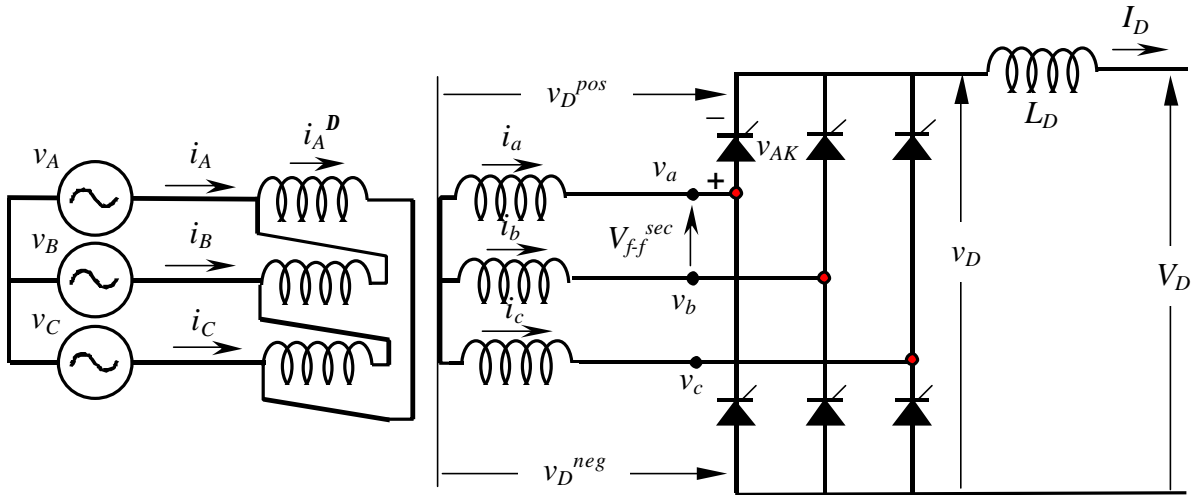 I_D
v_D^pos
L_D
v_A
i_A
i_A^D
i_a
v_a
–
+
v_AK
v_B
i_B
i_b
V_f-f^sec
v_b
v_D
V_D
v_C
i_C
i_c
v_c
v_D^neg